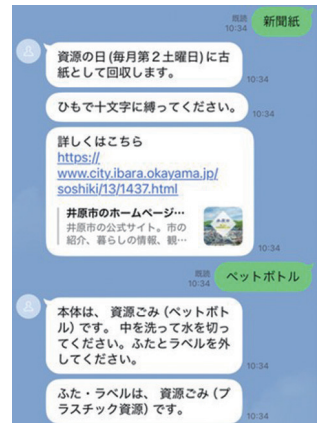 既読
10:34
新聞紙
資源の日(毎月第2土曜日)に古
紙として回収します。
10:34
ひもで十文字に縛ってください。
10:34
詳しくはこちら
https://
www.city.ibara.okayama.jp/
soshiki/13/1437.html
井原市のホームページ…
井原市の公式サイト。市の
紹介、暮らしの情報、観…
10:34
既読
10:34
ペットボトル
本体は、資源ごみ(ペットボト
ル)です。中を洗って水を切っ
てください。ふたとラベルを外
してください。
10:34
ふた・ラベルは、資源ごみ(プ
ラスチック資源)です。
10:34